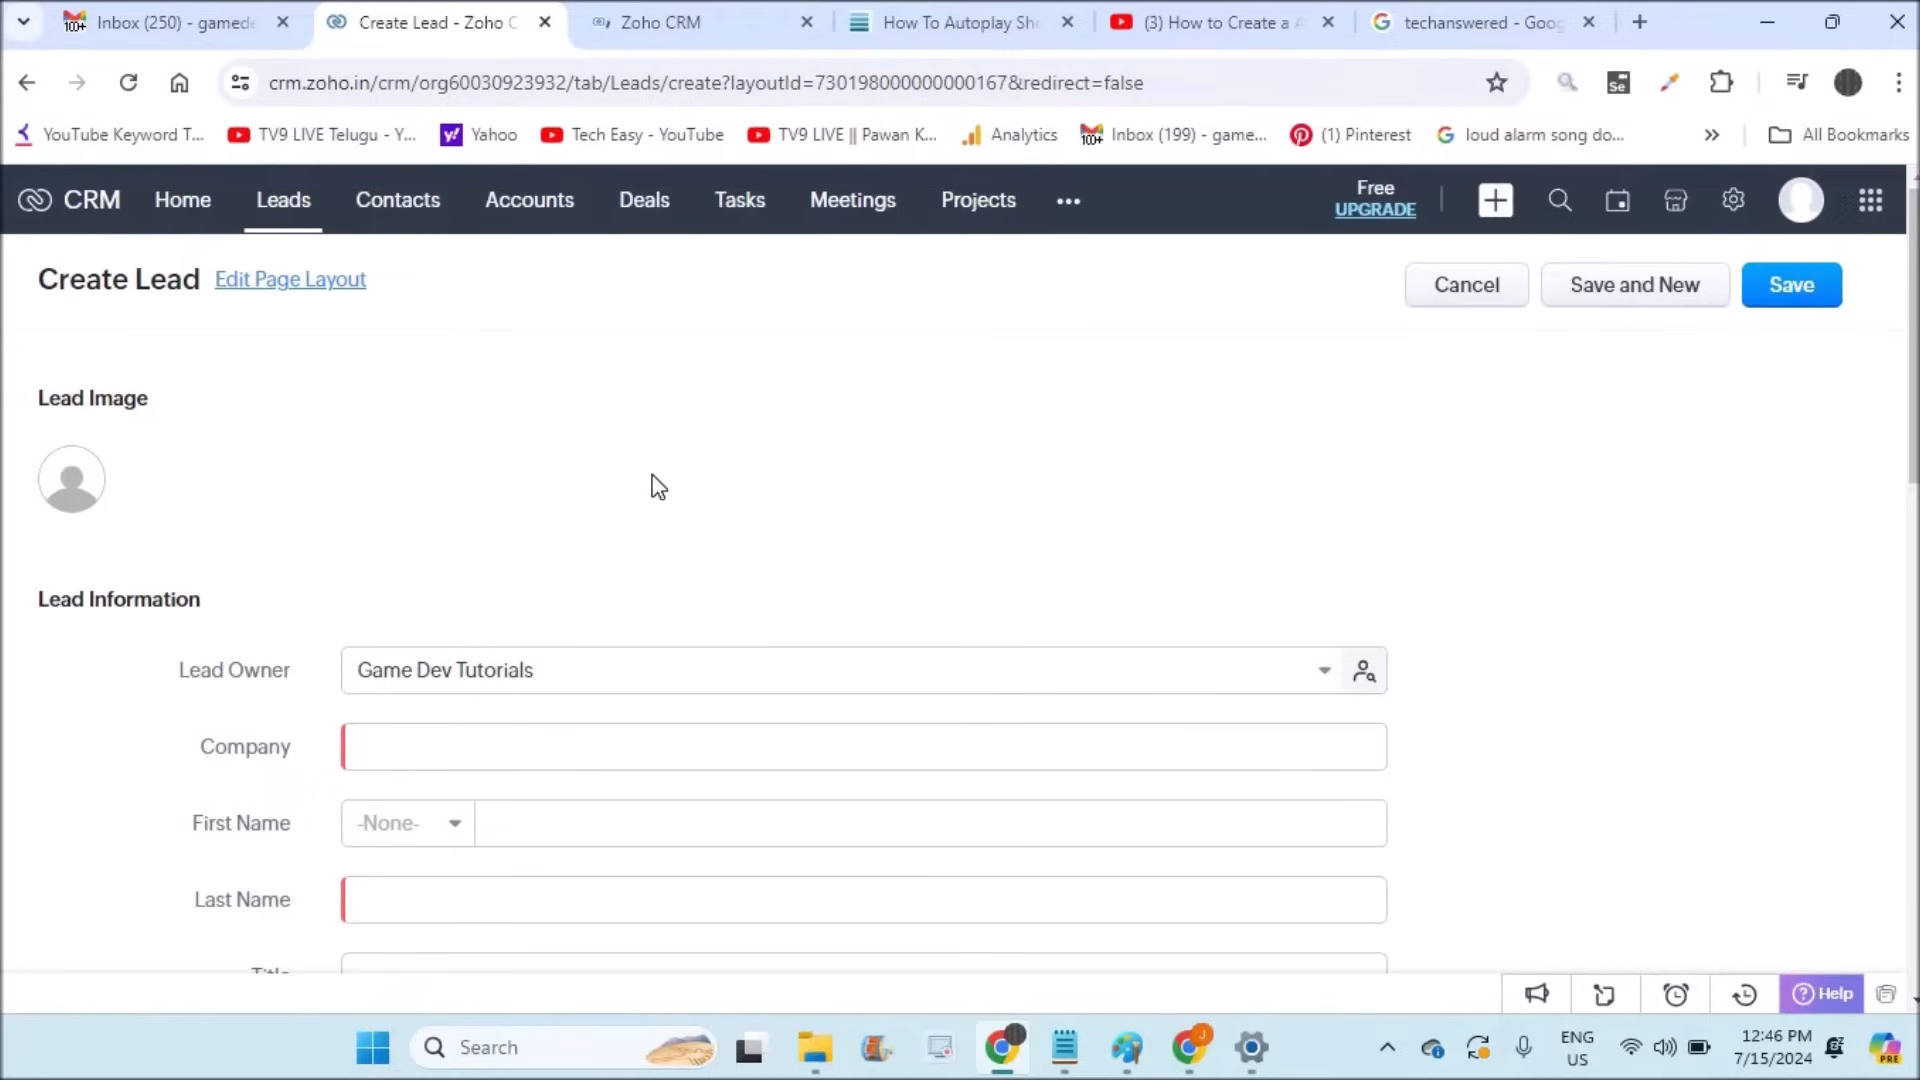 Inbox (250) - gamede
Create Lead - Zoho C
Zoho CRM
How To Autoplay Sho
(3) How to Create a A
techanswered - Goog
crm.zoho.in/crm/org60030923932/tab/Leads/create?layoutId=730198000000000167&redirect=false
YouTube Keyword T...
TV9 LIVE Telugu - Y...
Yahoo
Tech Easy - YouTube
TV9 LIVE || Pawan K...
Analytics
Inbox (199) - game...
(1) Pinterest
loud alarm song do...
All Bookmarks
CRM
Home
Leads
Contacts
Accounts
Deals
Tasks
Meetings
Projects
Free
UPGRADE
Create Lead
Edit Page Layout
Cancel
Save and New
Save
Lead Image
Lead Information
Lead Owner
Game Dev Tutorials
Company
First Name
-None-
Last Name
Title
Help
Search
ENG
US
12:46 PM
7/15/2024
PRE